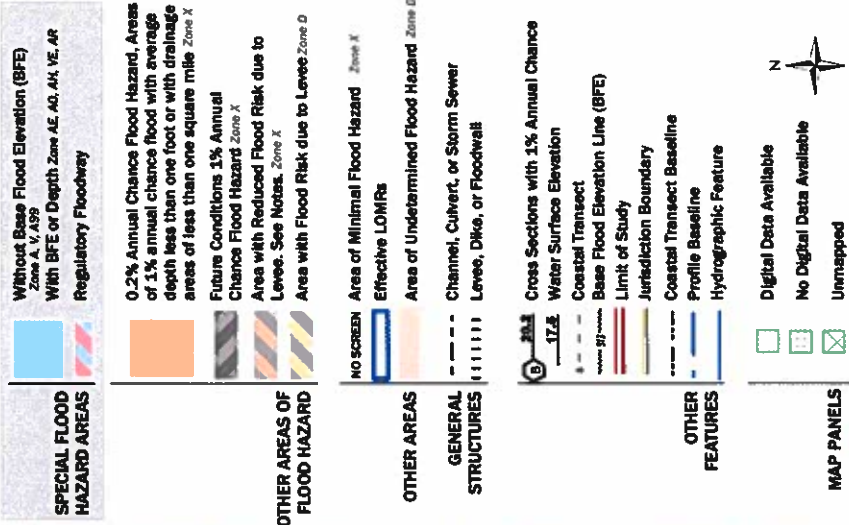 SPECIAL FLOOD
HAZARD AREAS
Without Base Flood Elevation (BFE)
Zone A, V, A99
With BFE or Depth Zone AE, AO, AH, VE, AR
Regulatory Floodway
OTHER AREAS OF
FLOOD HAZARD
0.2% Annual Chance Flood Hazard, Areas
of 1% annual chance flood with average
depth less than one foot or with drainage
areas of less than one square mile Zone X
Future Conditions 1% Annual
Chance Flood Hazard Zone X
Area with Reduced Flood Risk due to
Levee. See Notes. Zone X
Area with Flood Risk due to Levee Zone D
OTHER AREAS
NO SCREEN Area of Minimal Flood Hazard Zone X
Effective LOMRs
Area of Undetermined Flood Hazard Zone D
GENERAL
STRUCTURES
Channel, Culvert, or Storm Sewer
Levee, Dike, or Floodwall
OTHER
FEATURES
B 20.2 Cross Sections with 1% Annual Chance
17.5 Water Surface Elevation
8 Coastal Transect
513 Base Flood Elevation Line (BFE)
Limit of Study
Jurisdiction Boundary
Coastal Transect Baseline
Profile Baseline
Hydrographic Feature
MAP PANELS
Digital Data Available
No Digital Data Available
Unmapped
N